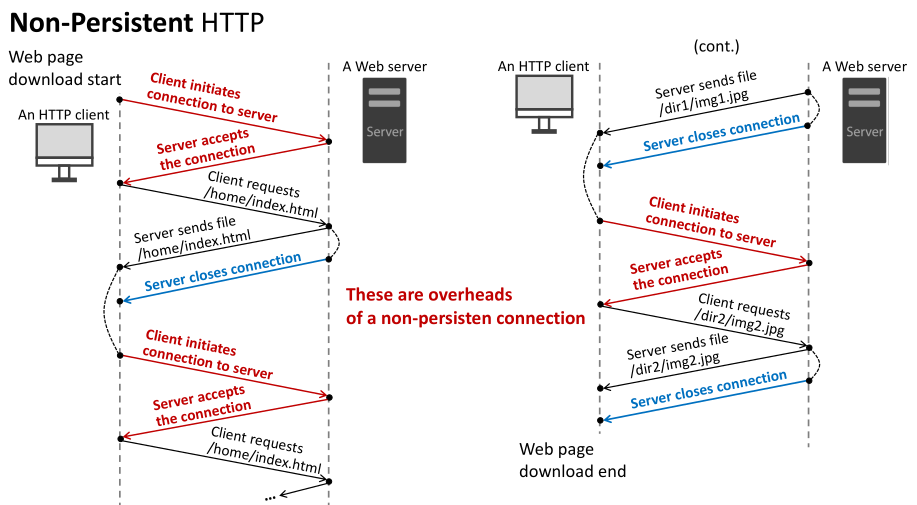 Non-Persistent HTTP
Web page
download start
An HTTP client
A Web server
Server
Client initiates
connection to server
Server accepts
the connection
Client requests
/home/index.html
Server sends file
/home/index.html
Server closes connection
Client initiates
connection to server
Server accepts
the connection
Client requests
/home/index.html
...
These are overheads
of a non-persisten connection
(cont.)
An HTTP client
A Web server
Server
Server sends file
/dir1/img1.jpg
Server closes connection
Client initiates
connection to server
Server accepts
the connection
Client requests
/dir2/img2.jpg
Server sends file
/dir2/img2.jpg
Server closes connection
Web page
download end